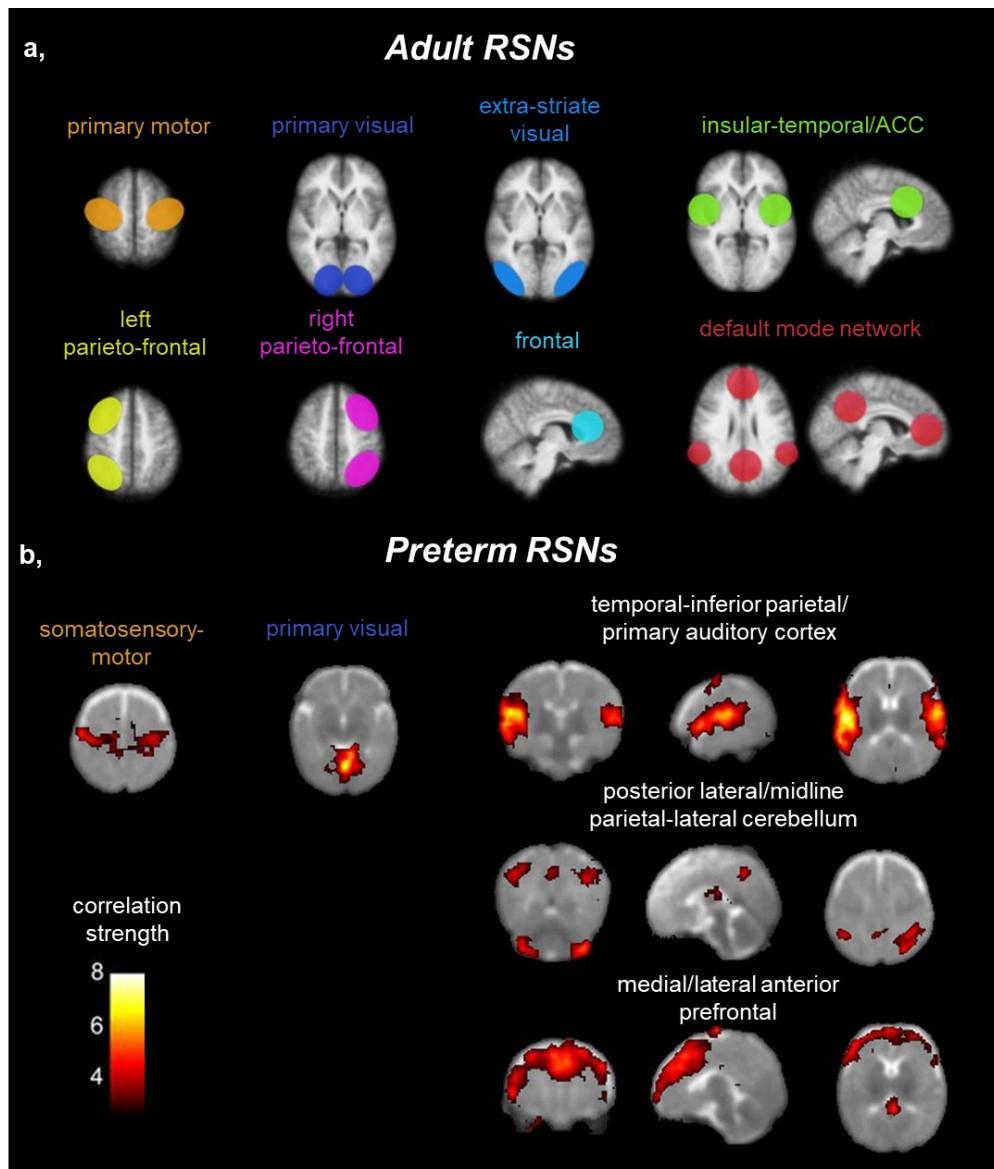 a,
Adult RSNs
primary motor
primary visual
extra-striate
visual
insular-temporal/ACC
left
parieto-frontal
right
parieto-frontal
frontal
default mode network
b,
Preterm RSNs
somatosensory-
motor
primary visual
temporal-inferior parietal/
primary auditory cortex
posterior lateral/midline
parietal-lateral cerebellum
correlation
strength
8
6
4
medial/lateral anterior
prefrontal